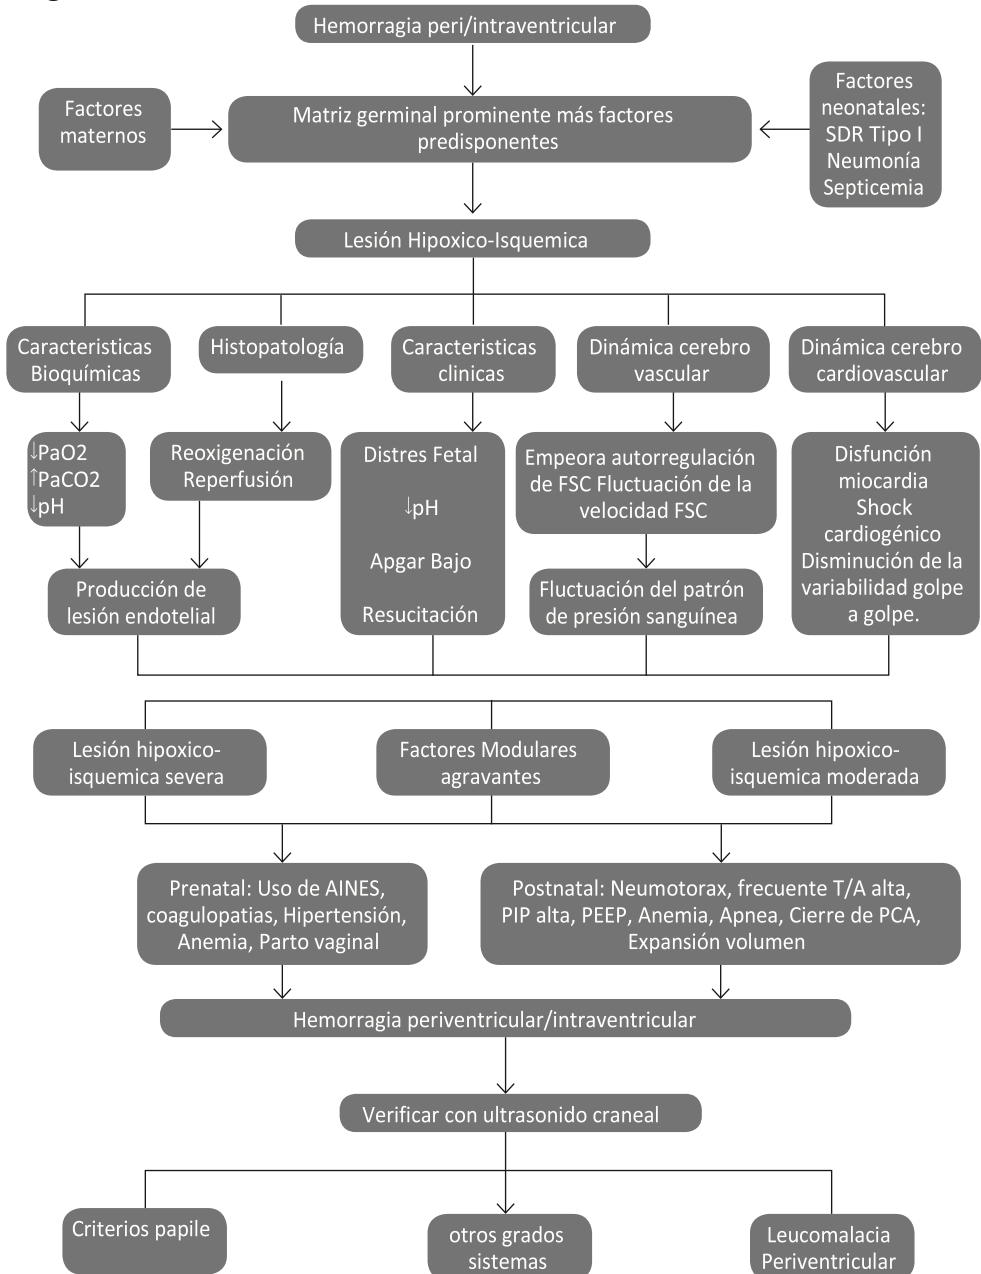 Hemorragia peri/intraventricular
Factores
maternos
Matriz germinal prominente más factores
predisponentes
Factores
neonatales:
SDR Tipo I
Neumonía
Septicemia
Lesión Hipoxico-Isquemica
Caracteristicas
Bioquímicas
Histopatología
Caracteristicas
clinicas
Dinámica cerebro
vascular
Dinámica cerebro
cardiovascular
↓PaO2
↑PaCO2
↓pH
Reoxigenación
Reperfusión
Distres Fetal
↓pH
Apgar Bajo
Resucitación
Empeora autorregulación
de FSC Fluctuación de la
velocidad FSC
Disfunción
miocardia
Shock
cardiogénico
Disminución de la
variabilidad golpe
a golpe.
Producción de
lesión endotelial
Fluctuación del patrón
de presión sanguínea
Lesión hipoxico-
isquemica severa
Factores Modulares
agravantes
Lesión hipoxico-
isquemica moderada
Prenatal: Uso de AINES,
coagulopatias, Hipertensión,
Anemia, Parto vaginal
Postnatal: Neumotorax, frecuente T/A alta,
PIP alta, PEEP, Anemia, Apnea, Cierre de PCA,
Expansión volumen
Hemorragia periventricular/intraventricular
Verificar con ultrasonido craneal
Criterios papile
otros grados
sistemas
Leucomalacia
Periventricular